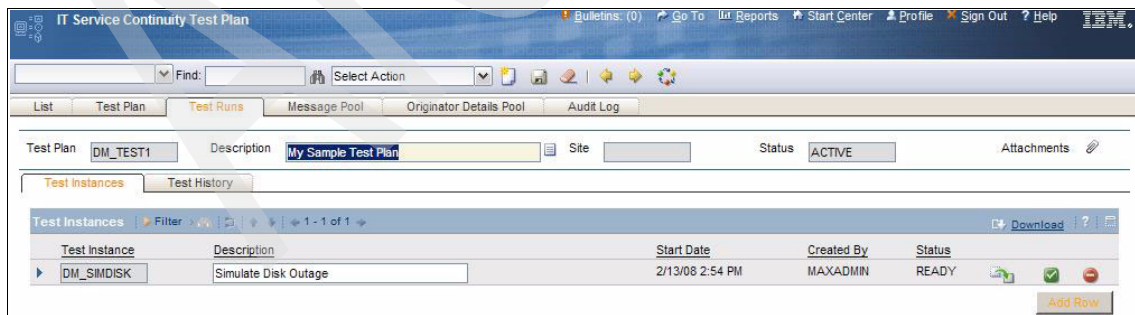 IT Service Continuity Test Plan
Bulletins: (0) Go To Reports Start Center Profile Sign Out ? Help IBM.
Find: Select Action
List Test Plan Test Runs Message Pool Originator Details Pool Audit Log
Test Plan DM_TEST1 Description My Sample Test Plan Site Status ACTIVE Attachments
Test Instances Test History
Test Instances Filter 1 - 1 of 1 Download ?
Test Instance Description Start Date Created By Status
DM_SIMDISK Simulate Disk Outage 2/13/08 2:54 PM MAXADMIN READY
Add Row